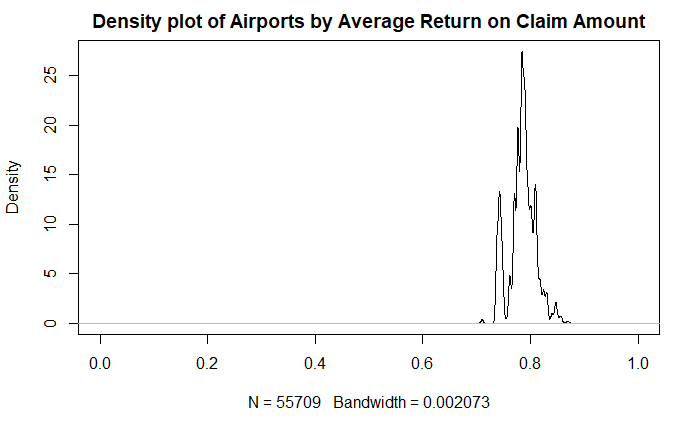 Density plot of Airports by Average Return on Claim Amount
Density
25
20
15
10
5
0
0.0 0.2 0.4 0.6 0.8 1.0
N = 55709 Bandwidth = 0.002073